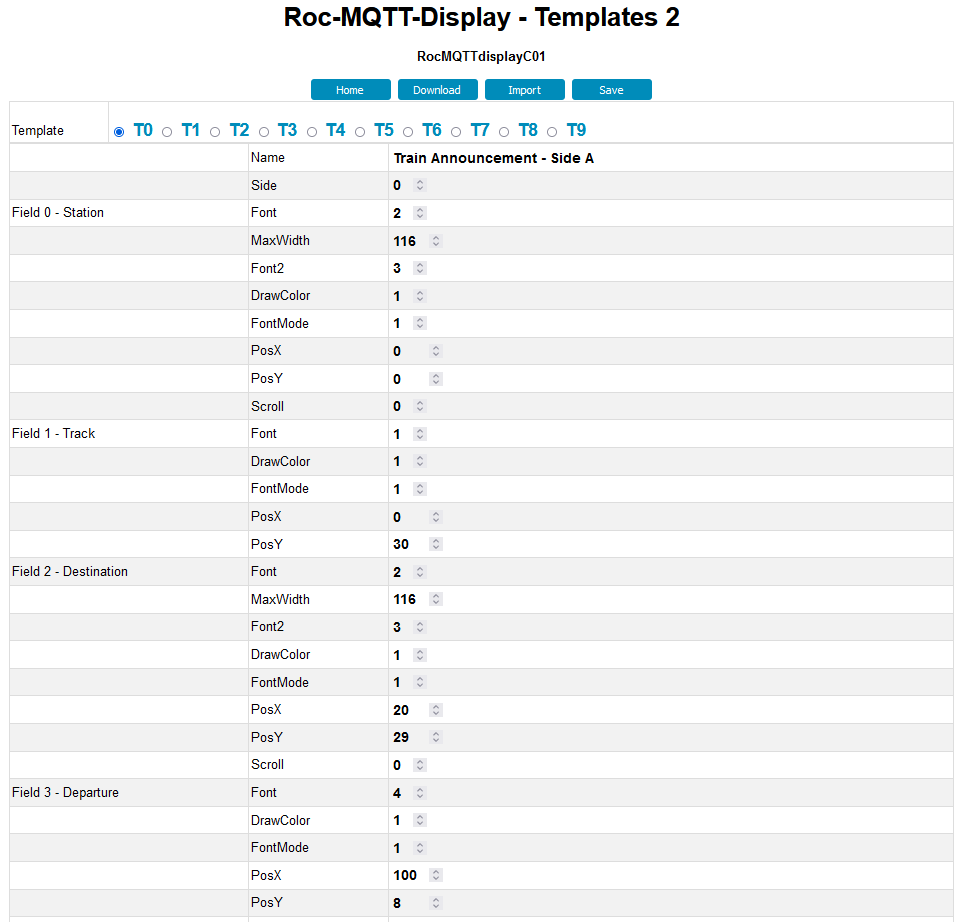 Roc-MQTT-Display - Templates 2
RocMQTTdisplayC01
Home Download Import Save
Template T0 T1 T2 T3 T4 T5 T6 T7 T8 T9
Name Train Announcement - Side A
Side 0
Field 0 - Station Font 2
MaxWidth 116
Font2 3
DrawColor 1
FontMode 1
PosX 0
PosY 0
Scroll 0
Field 1 - Track Font 1
DrawColor 1
FontMode 1
PosX 0
PosY 30
Field 2 - Destination Font 2
MaxWidth 116
Font2 3
DrawColor 1
FontMode 1
PosX 20
PosY 29
Scroll 0
Field 3 - Departure Font 4
DrawColor 1
FontMode 1
PosX 100
PosY 8